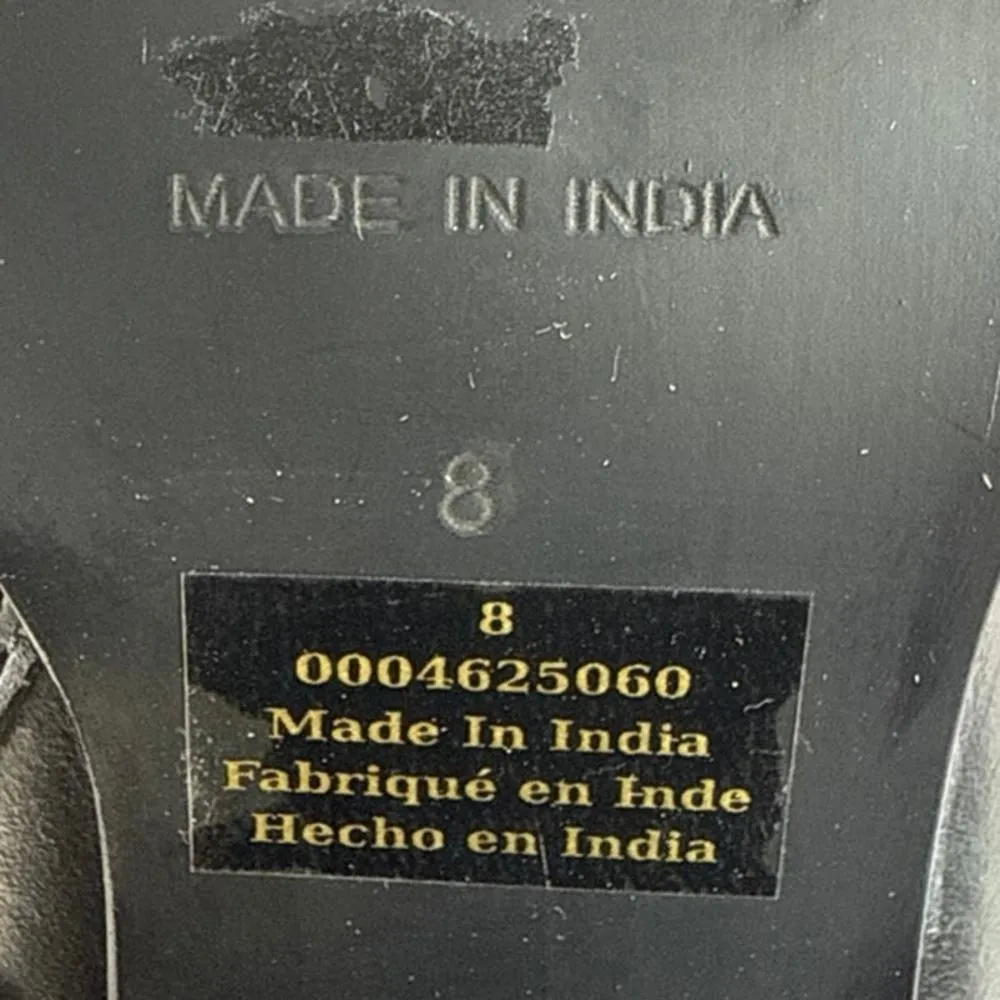 MADE IN INDIA
8
8
0004625060
Made In India
Fabriqué en Inde
Hecho en India